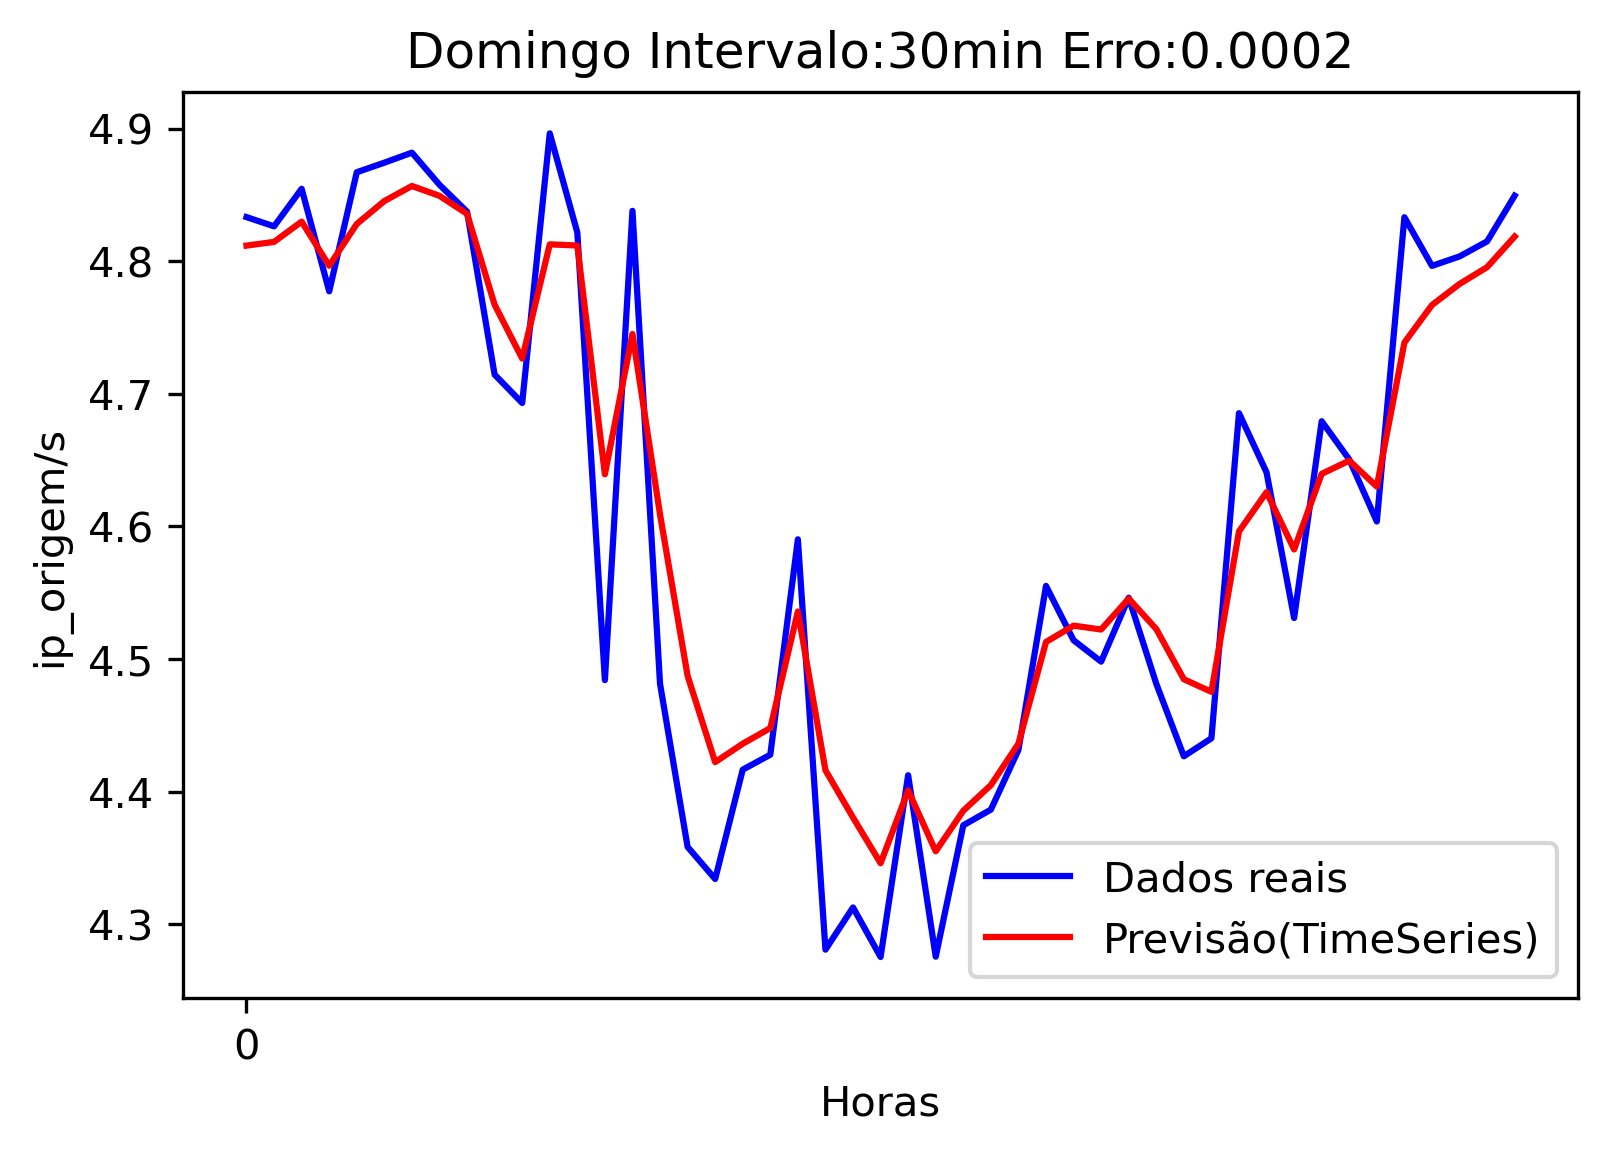 Domingo Intervalo:30min Erro:0.0002
4.9
4.8
4.7
4.6
4.5
4.4
4.3
ip_origem/s
Dados reais
Previsão(TimeSeries)
0
Horas